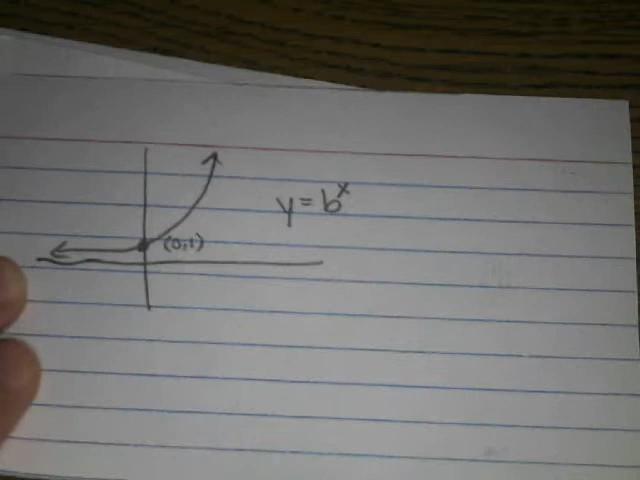 y = b^x
(0,1)